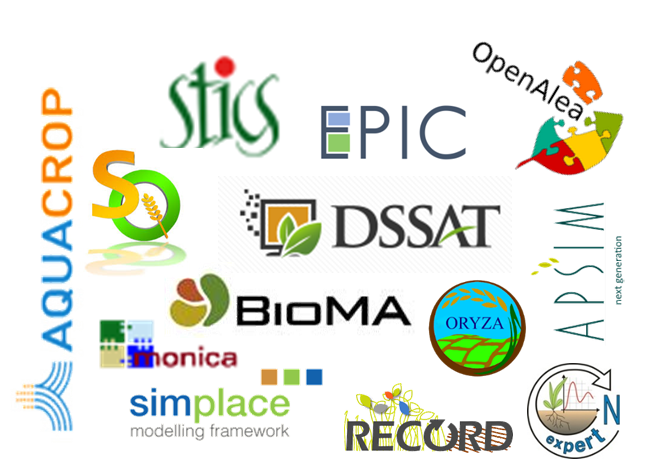 OpenAlea
stics
EPIC
AQUACROP
SO
DSSAT
APSIM
next generation
BioMA
ORYZA
monica
simplace
modelling framework
RECORD
N
expert